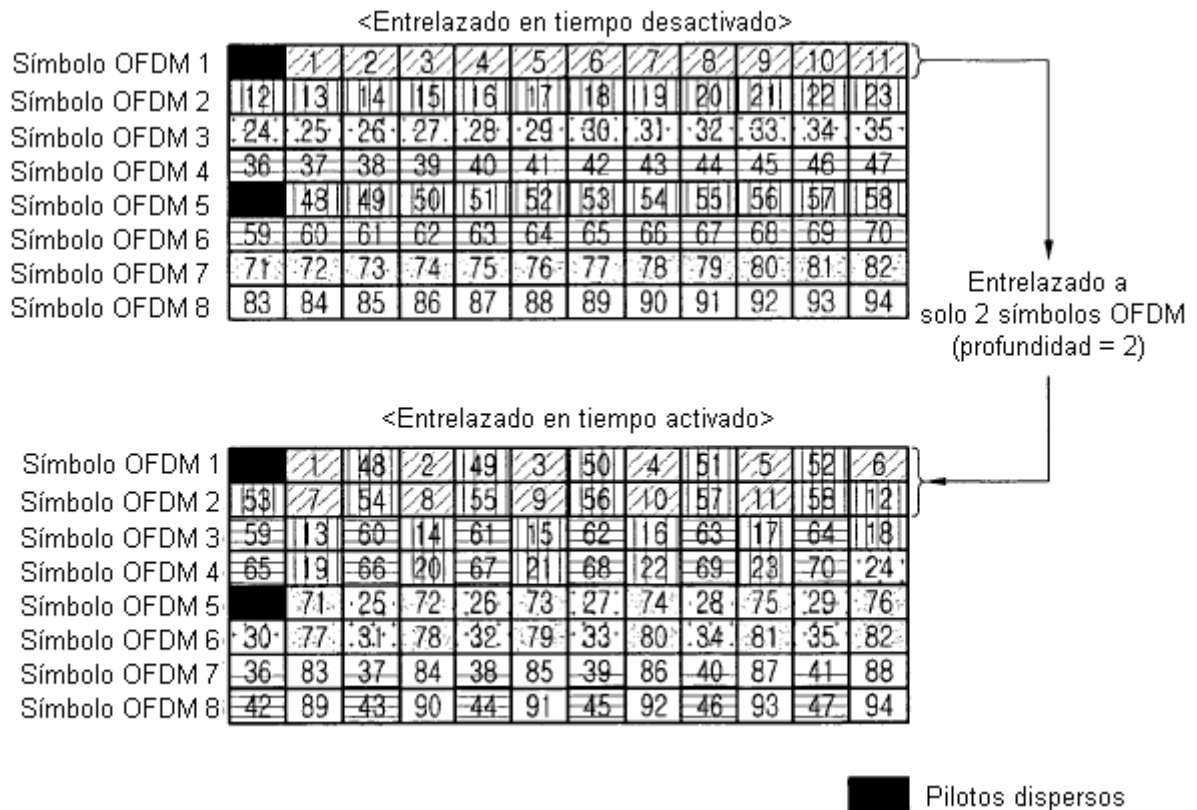 <Entrelazado en tiempo desactivado>
Símbolo OFDM 1 1 2 3 4 5 6 7 8 9 10 11
Símbolo OFDM 2 12 13 14 15 16 17 18 19 20 21 22 23
Símbolo OFDM 3 24 25 26 27 28 29 30 31 32 33 34 35
Símbolo OFDM 4 36 37 38 39 40 41 42 43 44 45 46 47
Símbolo OFDM 5 48 49 50 51 52 53 54 55 56 57 58
Símbolo OFDM 6 59 60 61 62 63 64 65 66 67 68 69 70
Símbolo OFDM 7 71 72 73 74 75 76 77 78 79 80 81 82
Símbolo OFDM 8 83 84 85 86 87 88 89 90 91 92 93 94
Entrelazado a
solo 2 símbolos OFDM
(profundidad = 2)
<Entrelazado en tiempo activado>
Símbolo OFDM 1 1 48 2 49 3 50 4 51 5 52 6
Símbolo OFDM 2 53 7 54 8 55 9 56 10 57 11 58 12
Símbolo OFDM 3 59 13 60 14 61 15 62 16 63 17 64 18
Símbolo OFDM 4 65 19 66 20 67 21 68 22 69 23 70 24
Símbolo OFDM 5 71 25 72 26 73 27 74 28 75 29 76
Símbolo OFDM 6 30 77 31 78 32 79 33 80 34 81 35 82
Símbolo OFDM 7 36 83 37 84 38 85 39 86 40 87 41 88
Símbolo OFDM 8 42 89 43 90 44 91 45 92 46 93 47 94
Pilotos dispersos